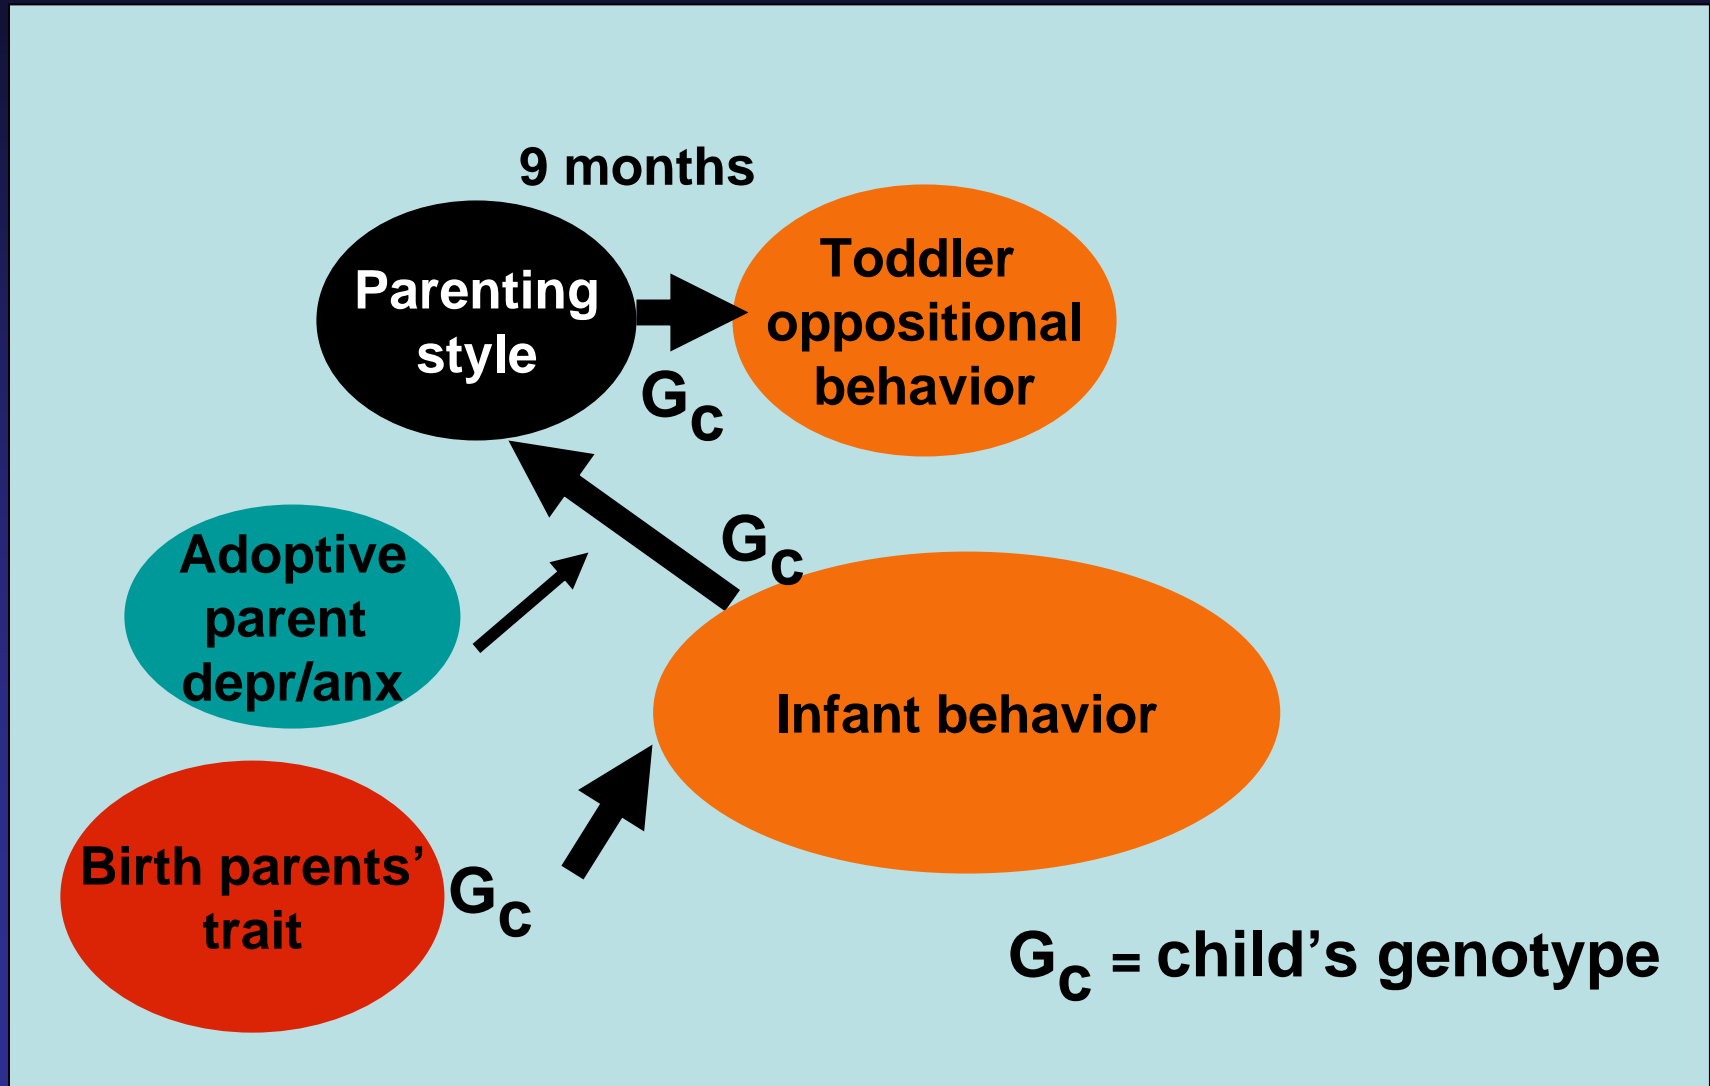 9 months
Parenting
style
Toddler
oppositional
behavior
Gc
Gc
Adoptive
parent
depr/anx
Infant behavior
Birth parents’
trait
Gc
Gc = child’s genotype